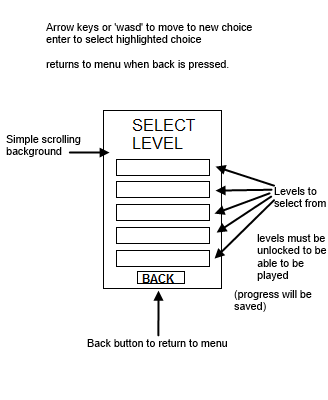 Arrow keys or 'wasd' to move to new choice
enter to select highlighted choice
returns to menu when back is pressed.
SELECT
LEVEL
Simple scrolling
background
Levels to
select from
levels must be
unlocked to be
able to be
played
(progress will be
saved)
BACK
Back button to return to menu